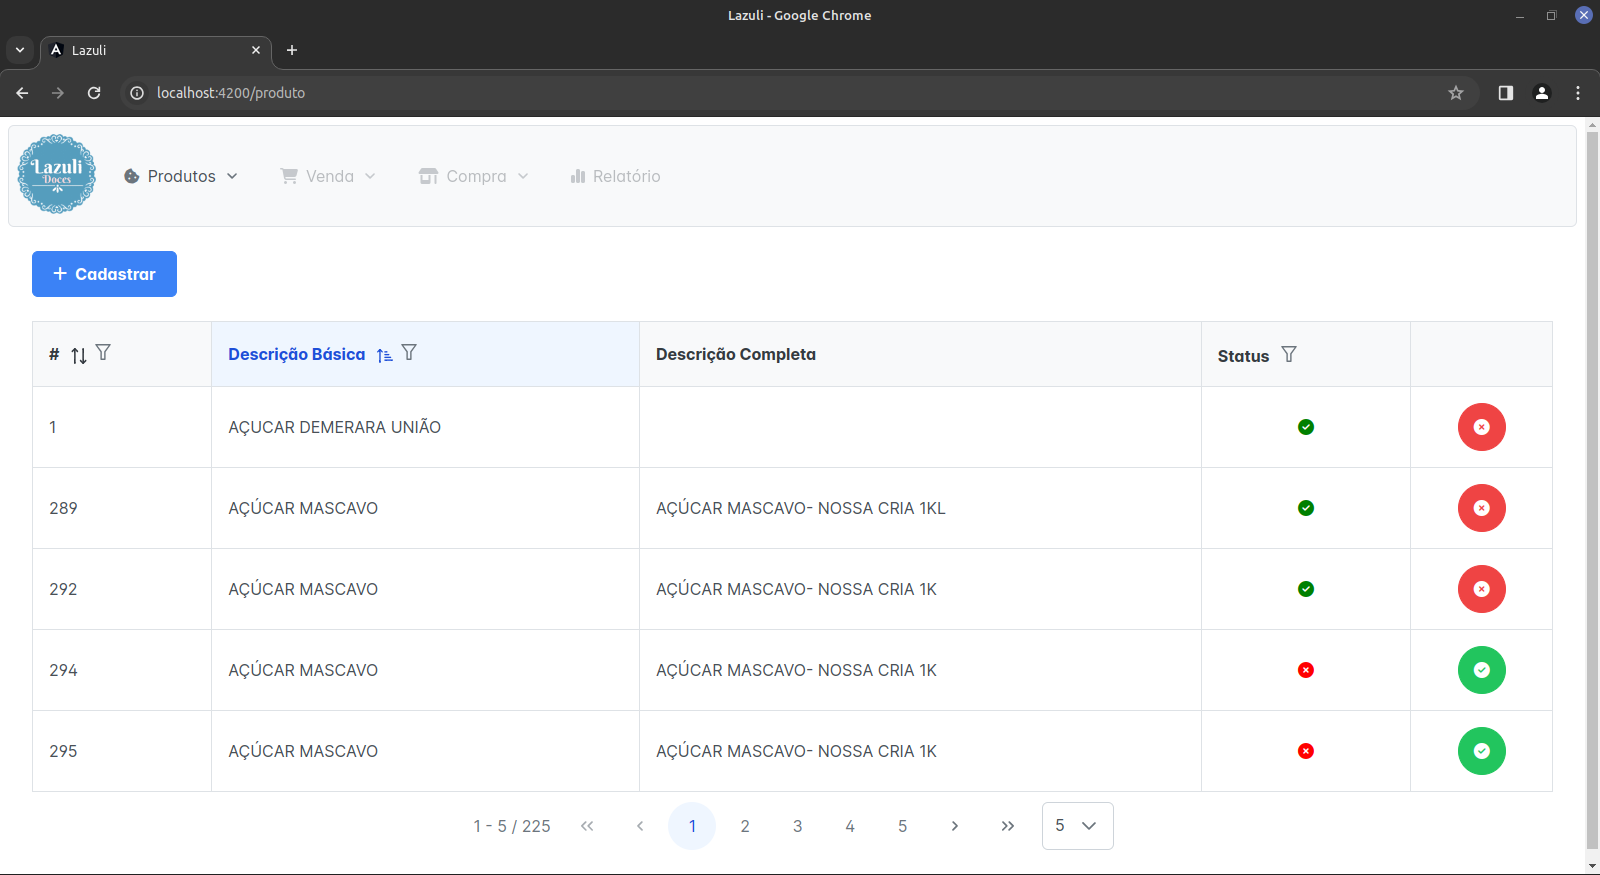 Lazuli - Google Chrome
Lazuli
localhost:4200/produto
Lazuli
Doces
Produtos Venda Compra Relatório
+ Cadastrar
# Descrição Básica Descrição Completa Status
1 AÇUCAR DEMERARA UNIÃO
289 AÇÚCAR MASCAVO AÇÚCAR MASCAVO- NOSSA CRIA 1KL
292 AÇÚCAR MASCAVO AÇÚCAR MASCAVO- NOSSA CRIA 1K
294 AÇÚCAR MASCAVO AÇÚCAR MASCAVO- NOSSA CRIA 1K
295 AÇÚCAR MASCAVO AÇÚCAR MASCAVO- NOSSA CRIA 1K
1 - 5 / 225 « ‹ 1 2 3 4 5 › » 5